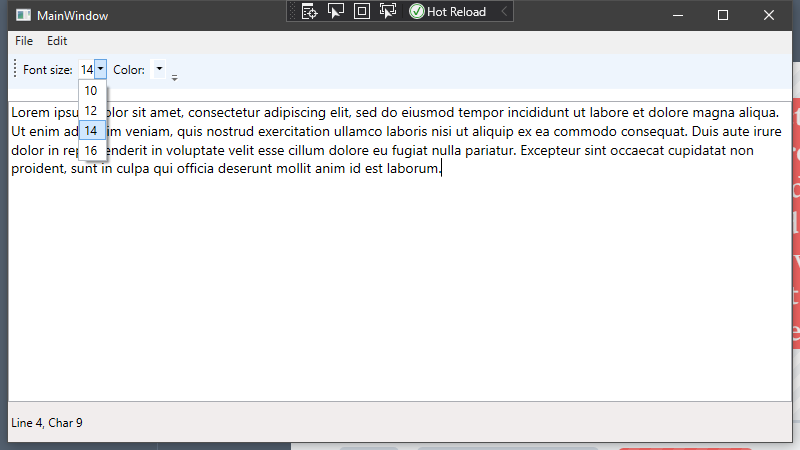 MainWindow
Hot Reload
File Edit
Font size: 14 Color:
10
12
14
16
Lorem ipsu olor sit amet, consectetur adipiscing elit, sed do eiusmod tempor incididunt ut labore et dolore magna aliqua.
Ut enim ad im veniam, quis nostrud exercitation ullamco laboris nisi ut aliquip ex ea commodo consequat. Duis aute irure
dolor in rep enderit in voluptate velit esse cillum dolore eu fugiat nulla pariatur. Excepteur sint occaecat cupidatat non
proident, sunt in culpa qui officia deserunt mollit anim id est laborum.
Line 4, Char 9